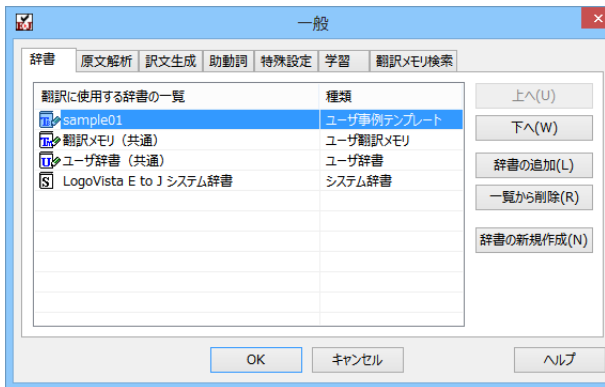 一般
辞書 原文解析 訳文生成 助動詞 特殊設定 学習 翻訳メモリ検索
翻訳に使用する辞書の一覧 種類
sample01 ユーザ事例テンプレート
翻訳メモリ（共通） ユーザ翻訳メモリ
ユーザ辞書（共通） ユーザ辞書
S LogoVista E to J システム辞書 システム辞書
上へ(U)
下へ(W)
辞書の追加(L)
一覧から削除(R)
辞書の新規作成(N)
OK キャンセル ヘルプ